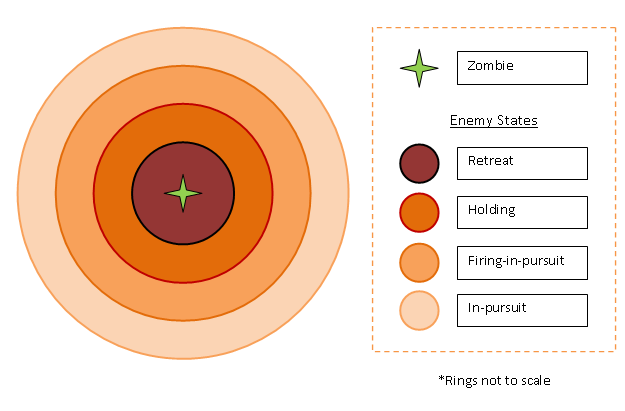 Zombie
Enemy States
Retreat
Holding
Firing-in-pursuit
In-pursuit
*Rings not to scale